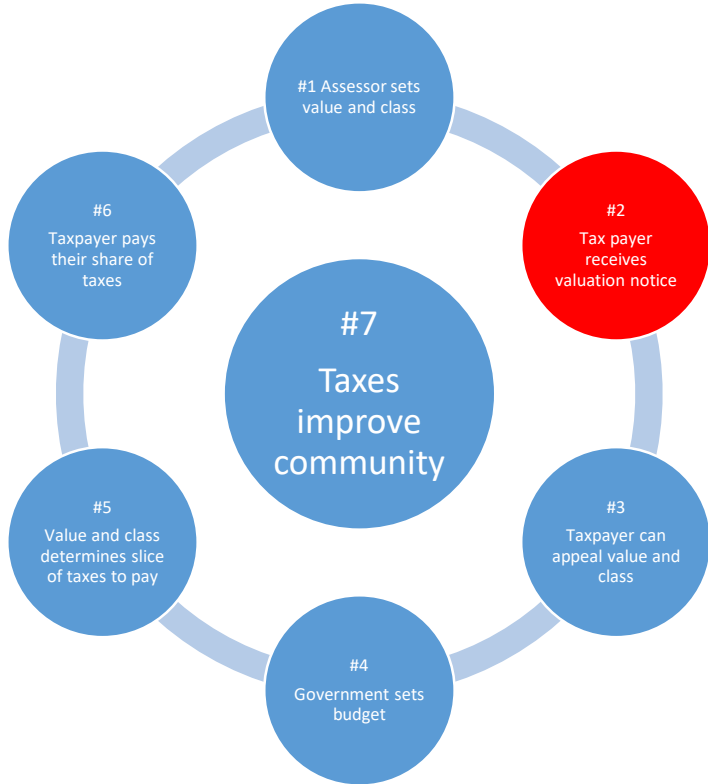 #1 Assessor sets
value and class
#2
Tax payer
receives
valuation notice
#3
Taxpayer can
appeal value and
class
#4
Government sets
budget
#5
Value and class
determines slice
of taxes to pay
#6
Taxpayer pays
their share of
taxes
#7
Taxes
improve
community